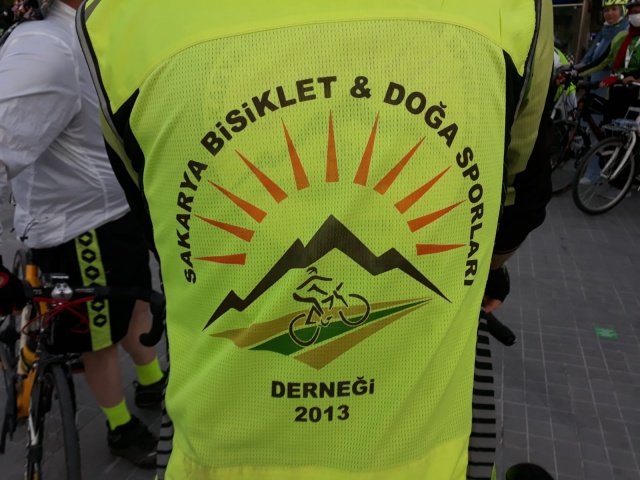 SAKARYA BiSiKLET & DOĞA SPORLARI
DERNEĞi
2013